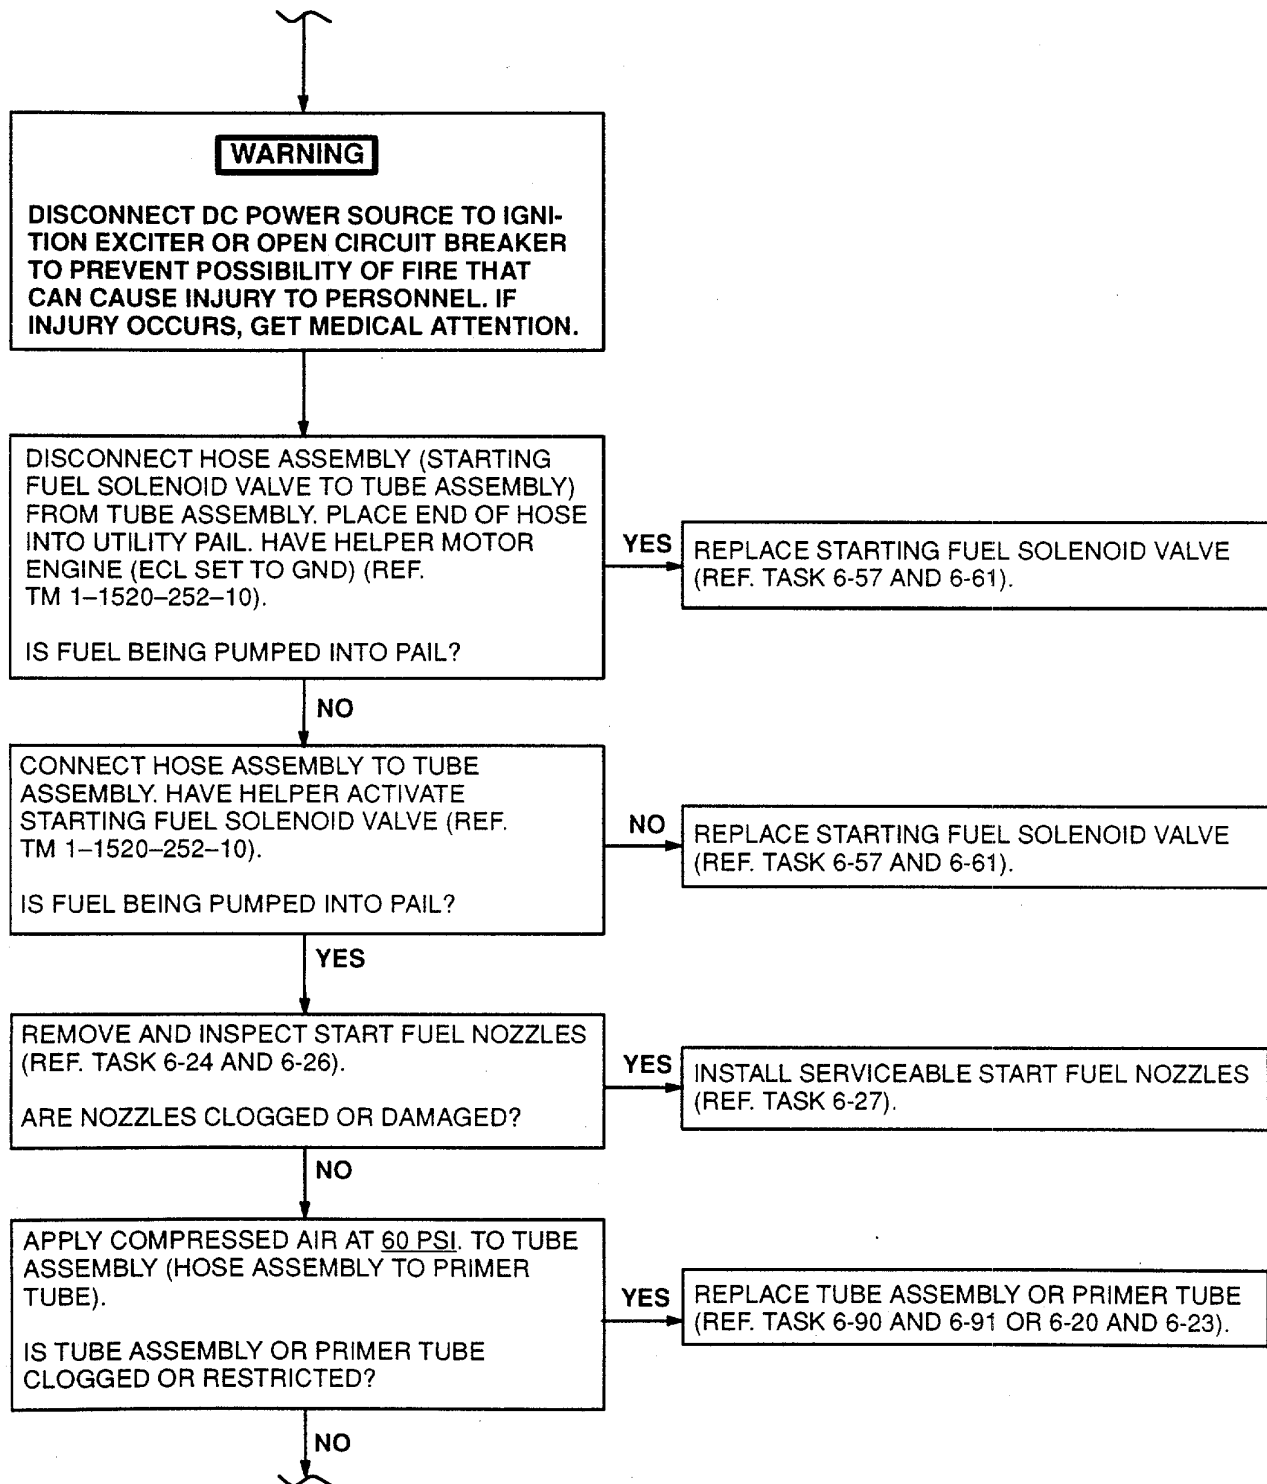 WARNING
DISCONNECT DC POWER SOURCE TO IGNI-
TION EXCITER OR OPEN CIRCUIT BREAKER
TO PREVENT POSSIBILITY OF FIRE THAT
CAN CAUSE INJURY TO PERSONNEL. IF
INJURY OCCURS, GET MEDICAL ATTENTION.
DISCONNECT HOSE ASSEMBLY (STARTING
FUEL SOLENOID VALVE TO TUBE ASSEMBLY)
FROM TUBE ASSEMBLY. PLACE END OF HOSE
INTO UTILITY PAIL. HAVE HELPER MOTOR
ENGINE (ECL SET TO GND) (REF.
TM 1–1520–252–10).
IS FUEL BEING PUMPED INTO PAIL?
YES
REPLACE STARTING FUEL SOLENOID VALVE
(REF. TASK 6-57 AND 6-61).
NO
CONNECT HOSE ASSEMBLY TO TUBE
ASSEMBLY. HAVE HELPER ACTIVATE
STARTING FUEL SOLENOID VALVE (REF.
TM 1–1520–252–10).
IS FUEL BEING PUMPED INTO PAIL?
NO
REPLACE STARTING FUEL SOLENOID VALVE
(REF. TASK 6-57 AND 6-61).
YES
REMOVE AND INSPECT START FUEL NOZZLES
(REF. TASK 6-24 AND 6-26).
ARE NOZZLES CLOGGED OR DAMAGED?
YES
INSTALL SERVICEABLE START FUEL NOZZLES
(REF. TASK 6-27).
NO
APPLY COMPRESSED AIR AT 60 PSI. TO TUBE
ASSEMBLY (HOSE ASSEMBLY TO PRIMER
TUBE).
IS TUBE ASSEMBLY OR PRIMER TUBE
CLOGGED OR RESTRICTED?
YES
REPLACE TUBE ASSEMBLY OR PRIMER TUBE
(REF. TASK 6-90 AND 6-91 OR 6-20 AND 6-23).
NO